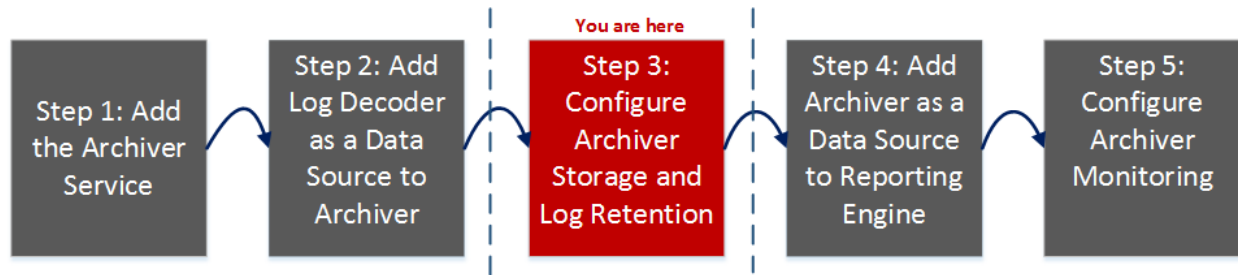 You are here
Step 1: Add
the Archiver
Service
Step 2: Add
Log Decoder
as a Data
Source to
Archiver
Step 3:
Configure
Archiver
Storage and
Log Retention
Step 4: Add
Archiver as a
Data Source
to Reporting
Engine
Step 5:
Configure
Archiver
Monitoring